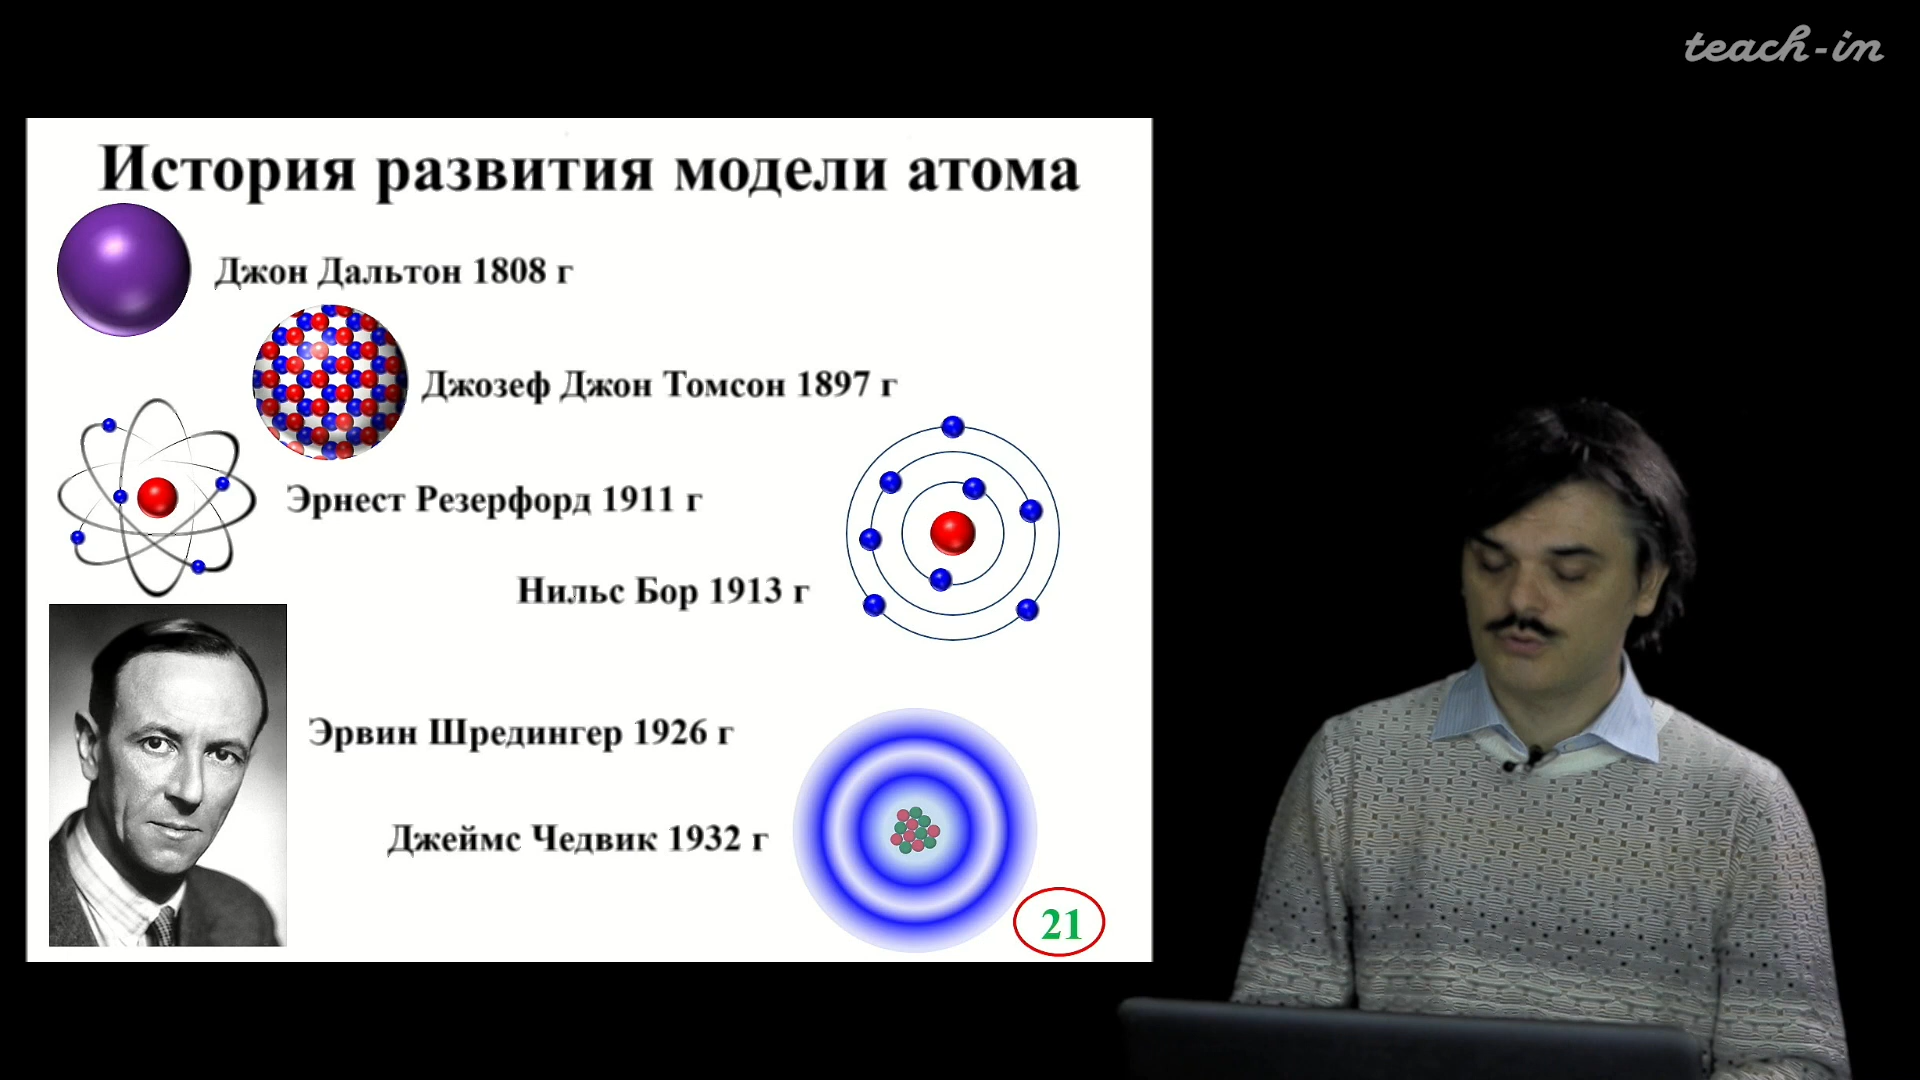 teach-in
История развития модели атома
Джон Дальтон 1808 г
Джозеф Джон Томсон 1897 г
Эрнест Резерфорд 1911 г
Нильс Бор 1913 г
Эрвин Шредингер 1926 г
Джеймс Чедвик 1932 г
21